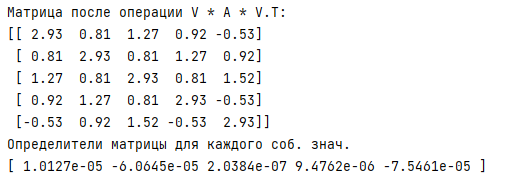 Матрица после операции V * A * V.T:
[[ 2.93  0.81  1.27  0.92 -0.53]
 [ 0.81  2.93  0.81  1.27  0.92]
 [ 1.27  0.81  2.93  0.81  1.52]
 [ 0.92  1.27  0.81  2.93 -0.53]
 [-0.53  0.92  1.52 -0.53  2.93]]
Определители матрицы для каждого соб. знач.
[ 1.0127e-05 -6.0645e-05 2.0384e-07 9.4762e-06 -7.5461e-05 ]